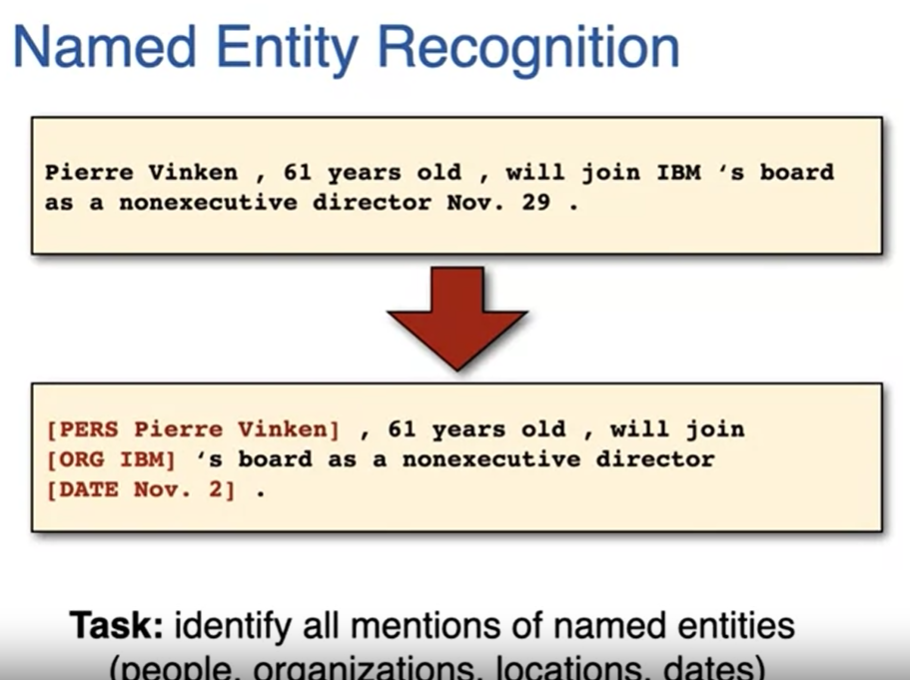 Named Entity Recognition
Pierre Vinken , 61 years old , will join IBM ‘s board
as a nonexecutive director Nov. 29 .
[PERS Pierre Vinken] , 61 years old , will join
[ORG IBM] ‘s board as a nonexecutive director
[DATE Nov. 2] .
Task: identify all mentions of named entities
(people, organizations, locations, dates)